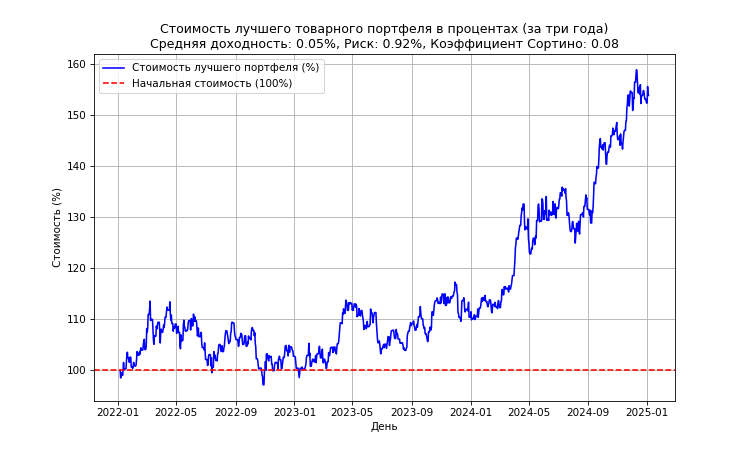 Стоимость лучшего товарного портфеля в процентах (за три года)
Средняя доходность: 0.05%, Риск: 0.92%, Коэффициент Сортино: 0.08
Стоимость лучшего портфеля (%)
Начальная стоимость (100%)
Стоимость (%)
160
150
140
130
120
110
100
2022-01
2022-05
2022-09
2023-01
2023-05
2023-09
2024-01
2024-05
2024-09
2025-01
День